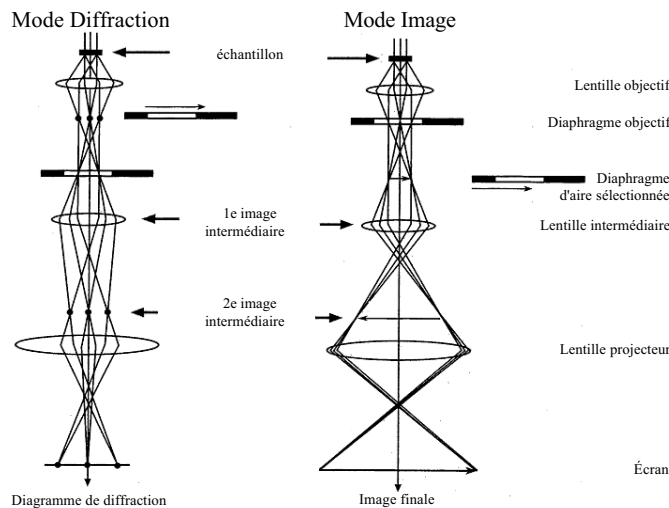 Mode Diffraction
Mode Image
échantillon
Lentille objectif
Diaphragme objectif
Diaphragme
d'aire sélectionnée
1e image
intermédiaire
Lentille intermédiaire
2e image
intermédiaire
Lentille projecteur
Écran
Diagramme de diffraction
Image finale